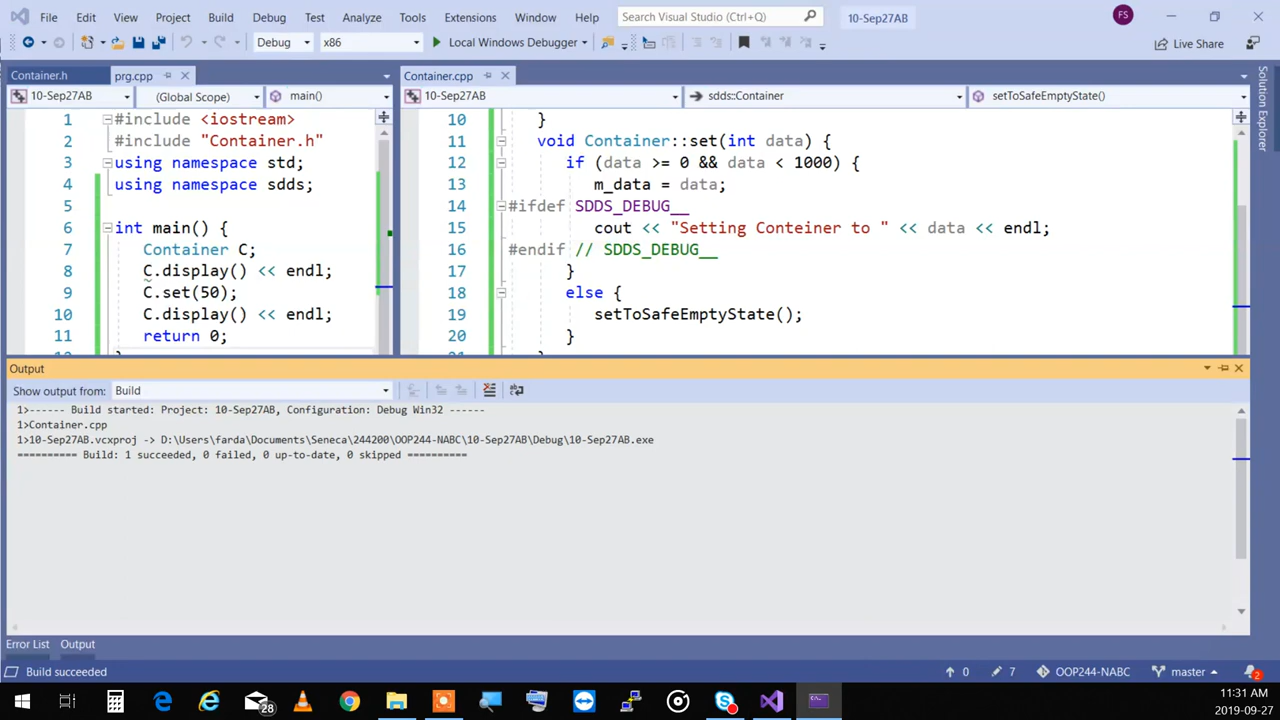 File Edit View Project Build Debug Test Analyze Tools Extensions Window Help Search Visual Studio (Ctrl+Q) 10-Sep27AB FS
Debug x86 Local Windows Debugger Live Share
Container.h prg.cpp
10-Sep27AB (Global Scope) main()
1 #include <iostream>
2 #include "Container.h"
3 using namespace std;
4 using namespace sdds;
5
6 int main() {
7 Container C;
8 C.display() << endl;
9 C.set(50);
10 C.display() << endl;
11 return 0;
Container.cpp
10-Sep27AB sdds::Container setToSafeEmptyState()
10 }
11 void Container::set(int data) {
12 if (data >= 0 && data < 1000) {
13 m_data = data;
14 #ifdef SDDS_DEBUG__
15 cout << "Setting Conteiner to " << data << endl;
16 #endif // SDDS_DEBUG__
17 }
18 else {
19 setToSafeEmptyState();
20 }
Solution Explorer
Output
Show output from: Build
1>------ Build started: Project: 10-Sep27AB, Configuration: Debug Win32 ------
1>Container.cpp
1>10-Sep27AB.vcxproj -> D:\Users\farda\Documents\Seneca\244200\OOP244-NABC\10-Sep27AB\Debug\10-Sep27AB.exe
========== Build: 1 succeeded, 0 failed, 0 up-to-date, 0 skipped ==========
Error List Output
Build succeeded 0 7 OOP244-NABC master 2
28
11:31 AM
2019-09-27